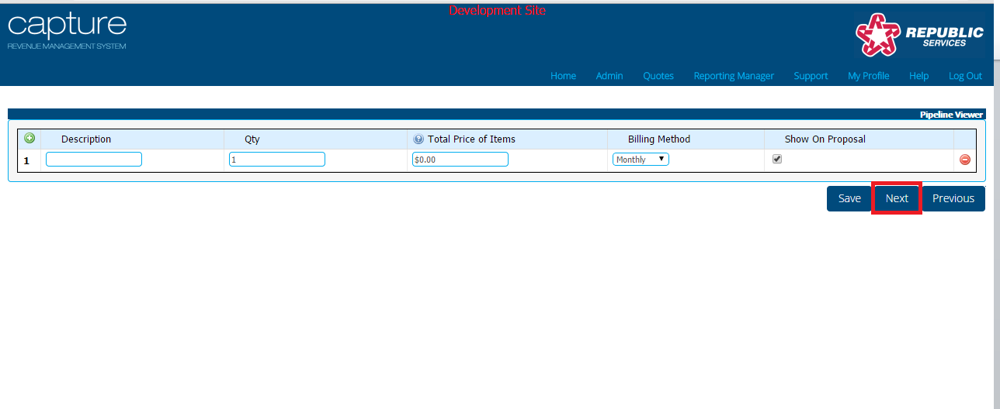 Development Site
capture
REVENUE MANAGEMENT SYSTEM
REPUBLIC
SERVICES
Home Admin Quotes Reporting Manager Support My Profile Help Log Out
Pipeline Viewer
Description Qty Total Price of Items Billing Method Show On Proposal
1 1 $0.00 Monthly
Save Next Previous